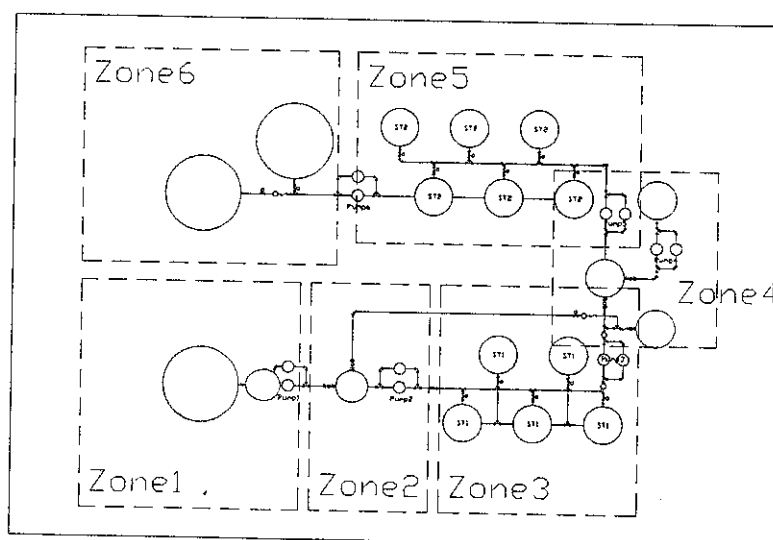 Zone6
Zone5
ST2
ST2
ST2
ST2
ST2
ST2
Pump6
Zone4
ST1
ST1
Pump1
Pump2
ST1
ST1
ST1
Zone1
Zone2
Zone3